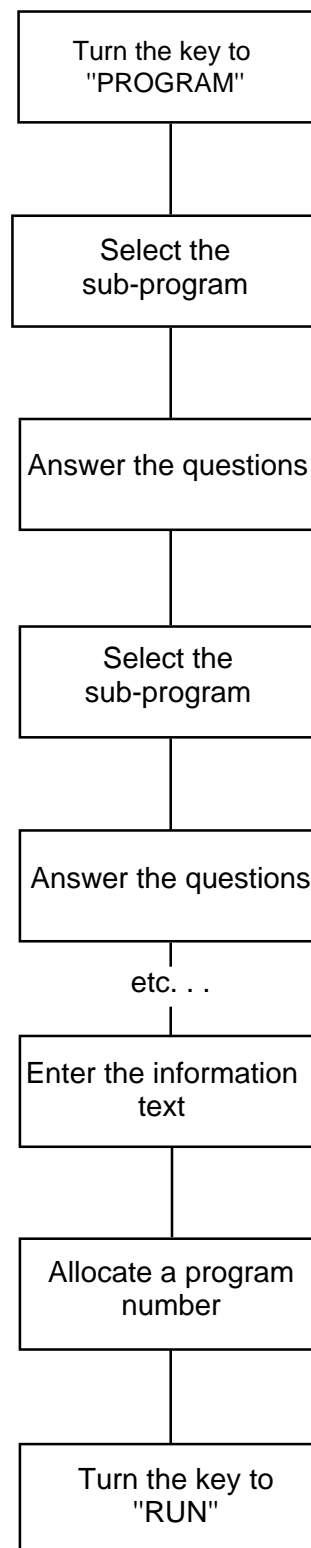 Turn the key to
"PROGRAM"
Select the
sub-program
Answer the questions
Select the
sub-program
Answer the questions
etc. . .
Enter the information
text
Allocate a program
number
Turn the key to
"RUN"